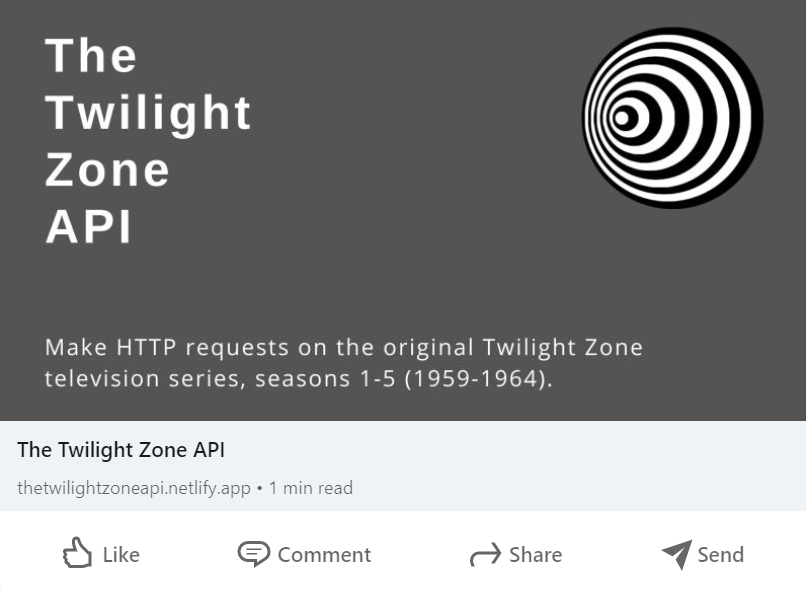 The
Twilight
Zone
API
Make HTTP requests on the original Twilight Zone
television series, seasons 1-5 (1959-1964).
The Twilight Zone API
thetwilightzoneapi.netlify.app • 1 min read
Like Comment Share Send